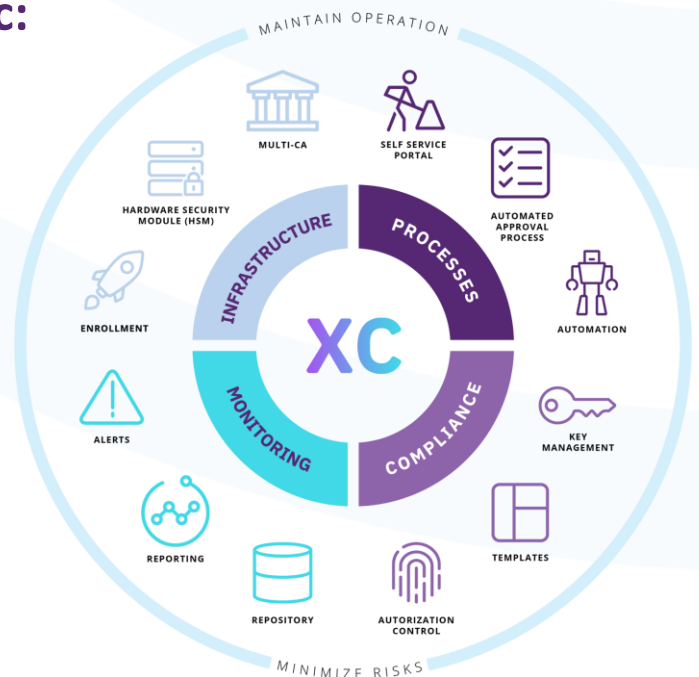 c:
MAINTAIN OPERATION
MULTI-CA
SELF SERVICE
PORTAL
HARDWARE SECURITY
MODULE (HSM)
AUTOMATED
APPROVAL
PROCESS
INFRASTRUCTURE
PROCESSES
ENROLLMENT
AUTOMATION
XC
ALERTS
KEY
MANAGEMENT
MONITORING
COMPLIANCE
REPORTING
TEMPLATES
REPOSITORY
AUTORIZATION
CONTROL
MINIMIZE RISKS